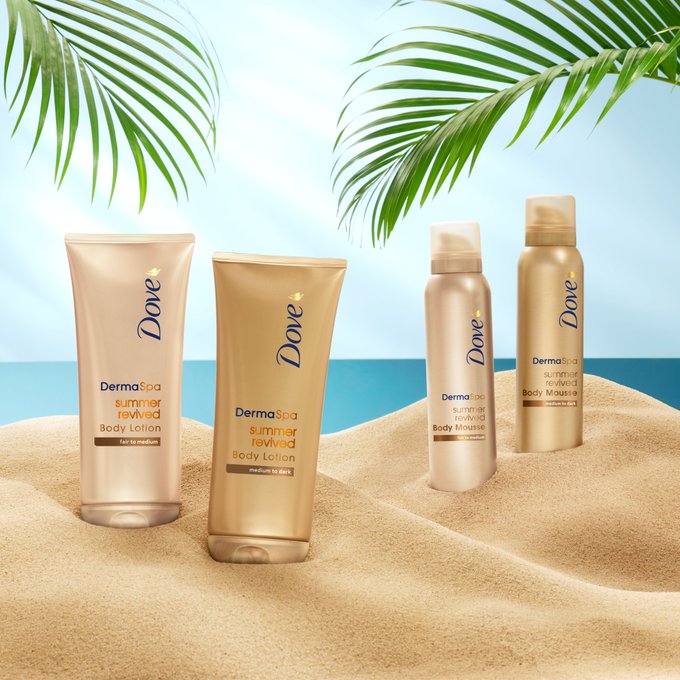 Dove
DermaSpa
summer
revived
Body Lotion
fair to medium
Dove
DermaSpa
summer
revived
Body Lotion
medium to dark
Dove
DermaSpa
summer
revived
Body Mousse
fair to medium
Dove
DermaSpa
summer
revived
Body Mousse
medium to dark